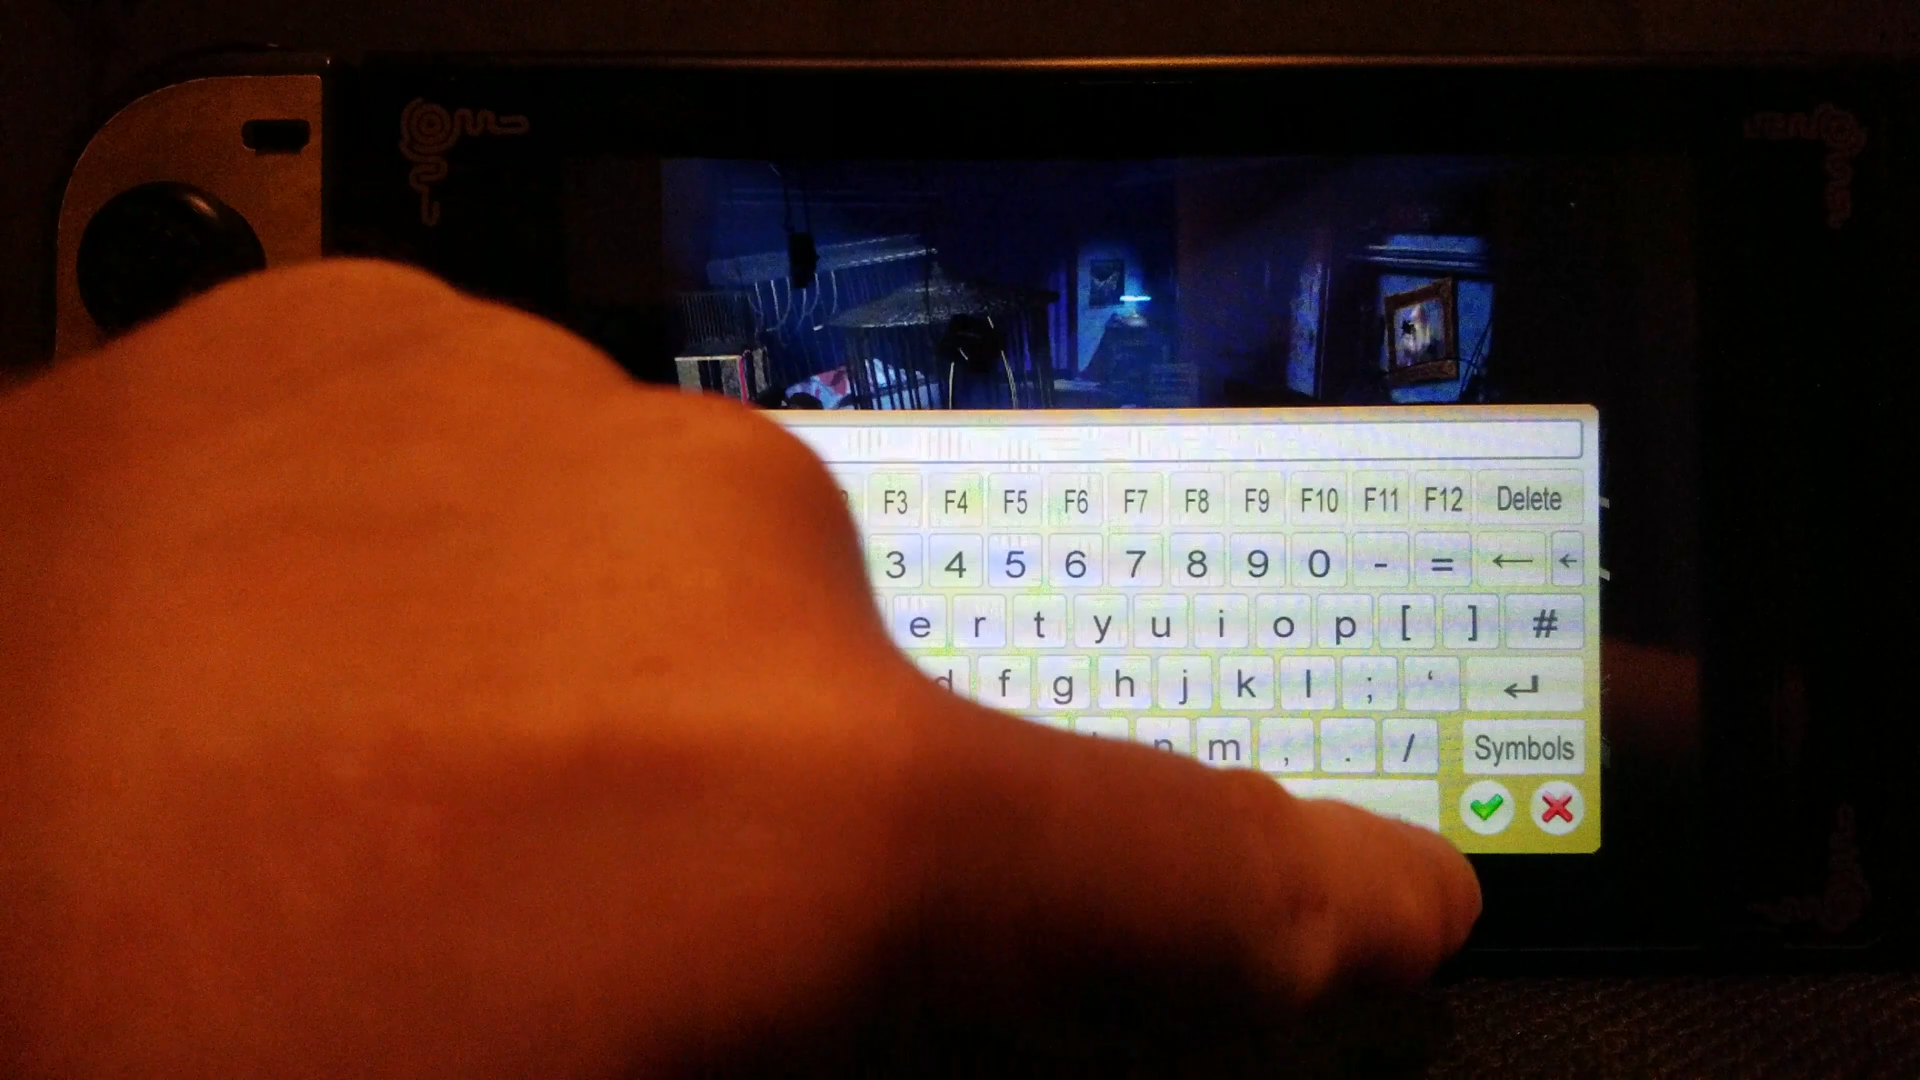 F3 F4 F5 F6 F7 F8 F9 F10 F11 F12 Delete
3 4 5 6 7 8 9 0 - = ← ←
e r t y u i o p [ ] #
d f g h j k l ; ‘ ↵
n m , . / Symbols